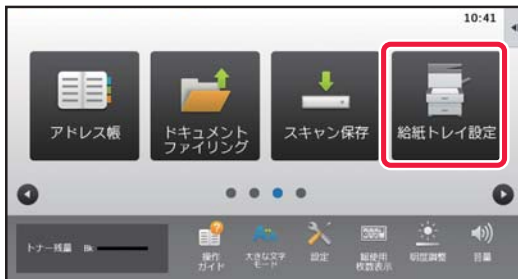 10:41
アドレス帳
ドキュメント
ファイリング
スキャン保存
給紙トレイ設定
トナー残量 Bk
操作
ガイド
大きな文字
モード
設定
総使用
枚数表示
明度調整
音量